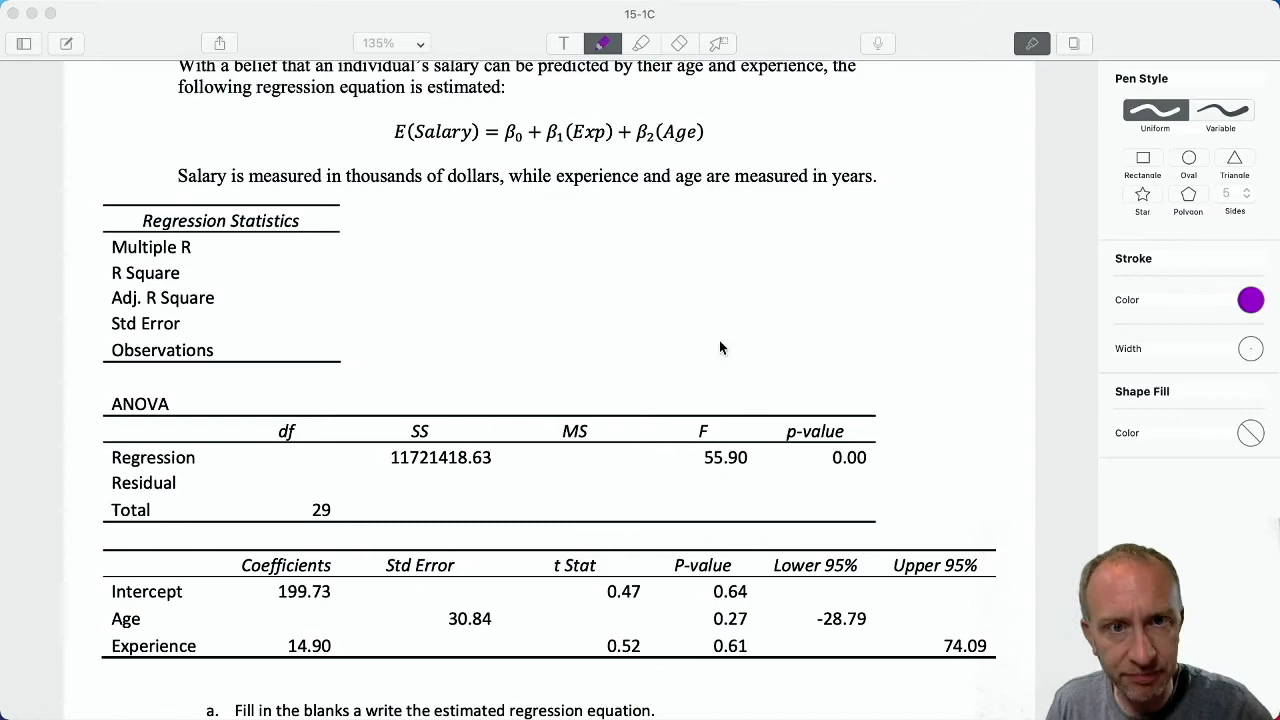 15-1C
135%
With a belief that an individual's salary can be predicted by their age and experience, the
following regression equation is estimated:
E(Salary) = β₀ + β₁(Exp) + β₂(Age)
Salary is measured in thousands of dollars, while experience and age are measured in years.
Regression Statistics
Multiple R
R Square
Adj. R Square
Std Error
Observations
ANOVA
df SS MS F p-value
Regression 11721418.63 55.90 0.00
Residual
Total 29
Coefficients Std Error t Stat P-value Lower 95% Upper 95%
Intercept 199.73 0.47 0.64
Age 30.84 0.27 -28.79
Experience 14.90 0.52 0.61 74.09
a. Fill in the blanks a write the estimated regression equation.
Pen Style
Uniform Variable
Rectangle Oval Triangle
Star Polygon Sides
5
Stroke
Color
Width
Shape Fill
Color